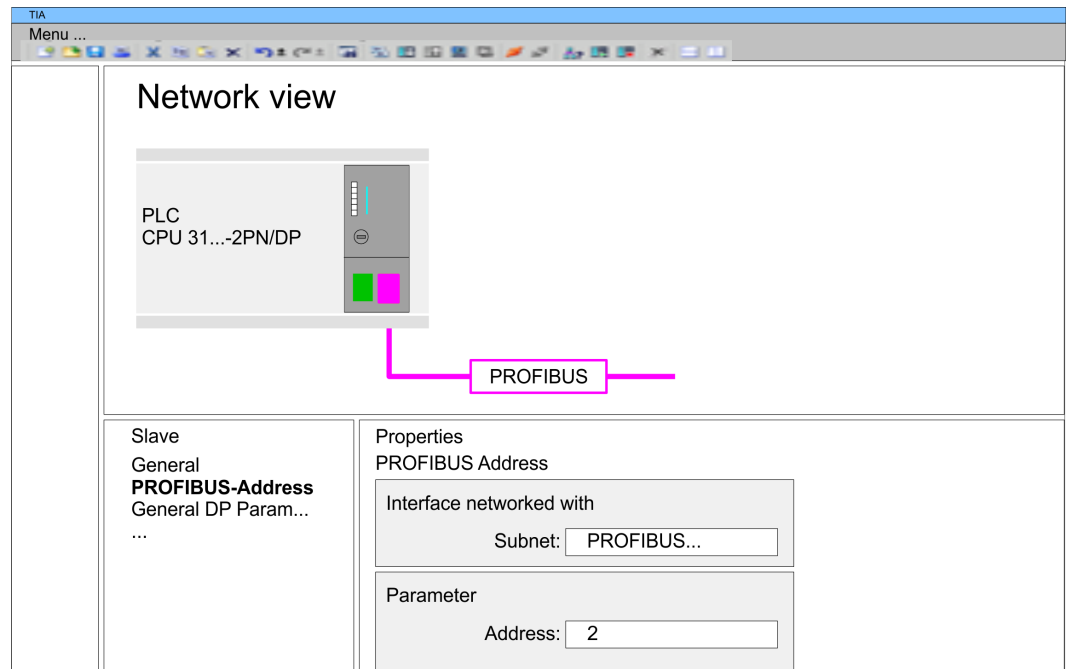 TIA
Menu ...
Network view
PLC
CPU 31...-2PN/DP
PROFIBUS
Slave
General
PROFIBUS-Address
General DP Param...
...
Properties
PROFIBUS Address
Interface networked with
Subnet: PROFIBUS...
Parameter
Address: 2